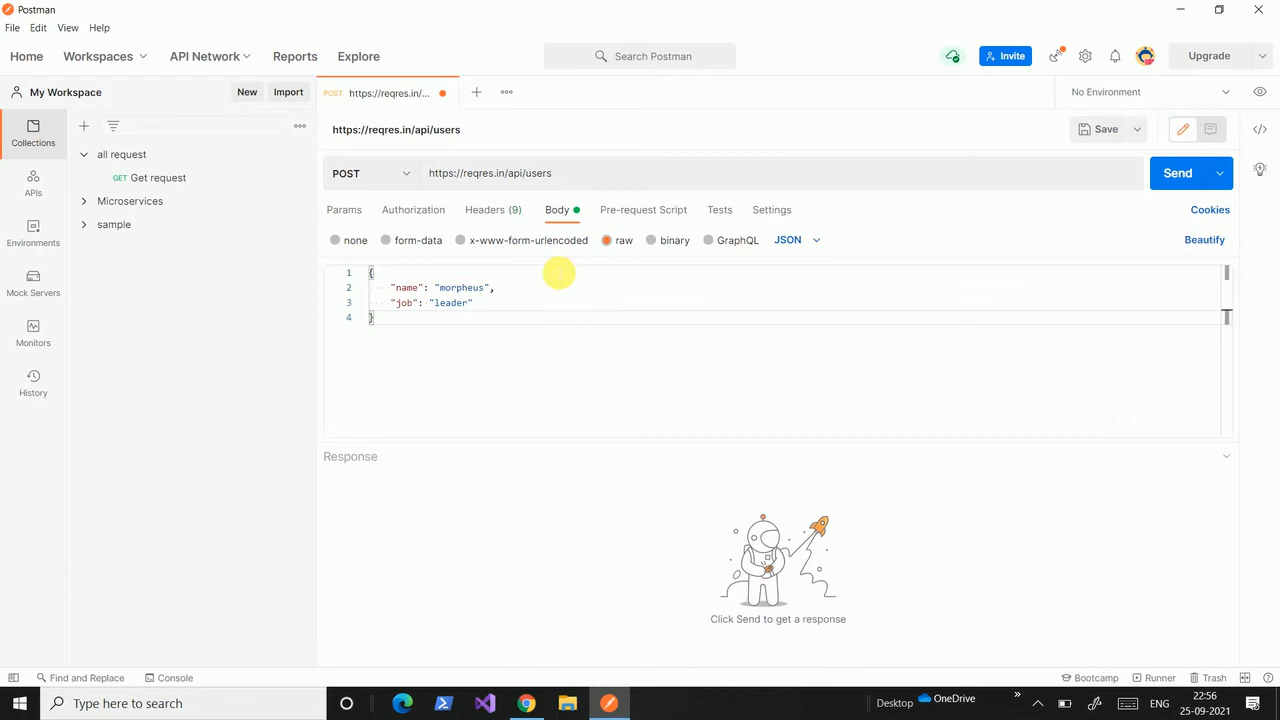 Postman
File Edit View Help
Home Workspaces API Network Reports Explore Search Postman Invite Upgrade
My Workspace New Import POST https://reqres.in/... No Environment
Collections
APIs
Environments
Mock Servers
Monitors
History
all request
GET Get request
Microservices
sample
https://reqres.in/api/users Save
POST https://reqres.in/api/users Send
Params Authorization Headers (9) Body Pre-request Script Tests Settings Cookies
none form-data x-www-form-urlencoded raw binary GraphQL JSON Beautify
1 {
2 "name": "morpheus",
3 "job": "leader"
4 }
Response
Click Send to get a response
Find and Replace Console Bootcamp Runner Trash
Type here to search Desktop OneDrive ENG 22:56
25-09-2021